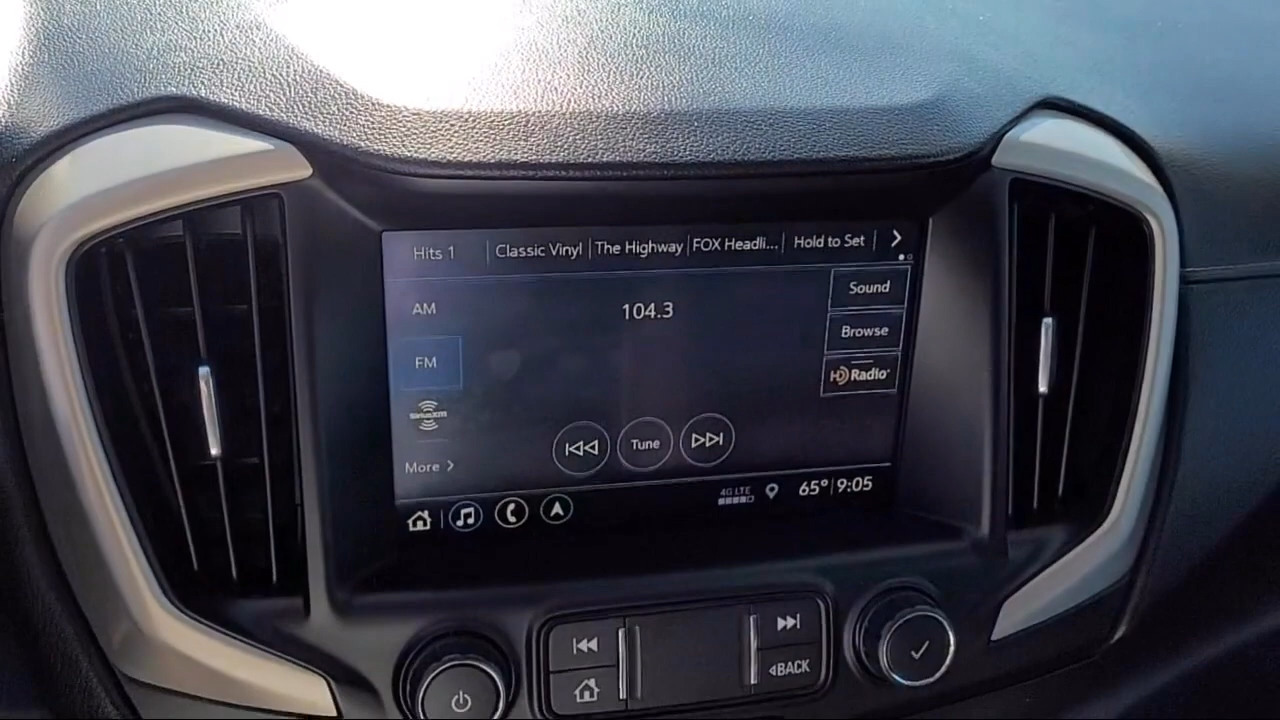 Hits 1
Classic Vinyl
The Highway
FOX Headli...
Hold to Set
AM
104.3
Sound
FM
Browse
HD Radio
SiriusXM
Tune
More
4G LTE
65° 9:05
BACK